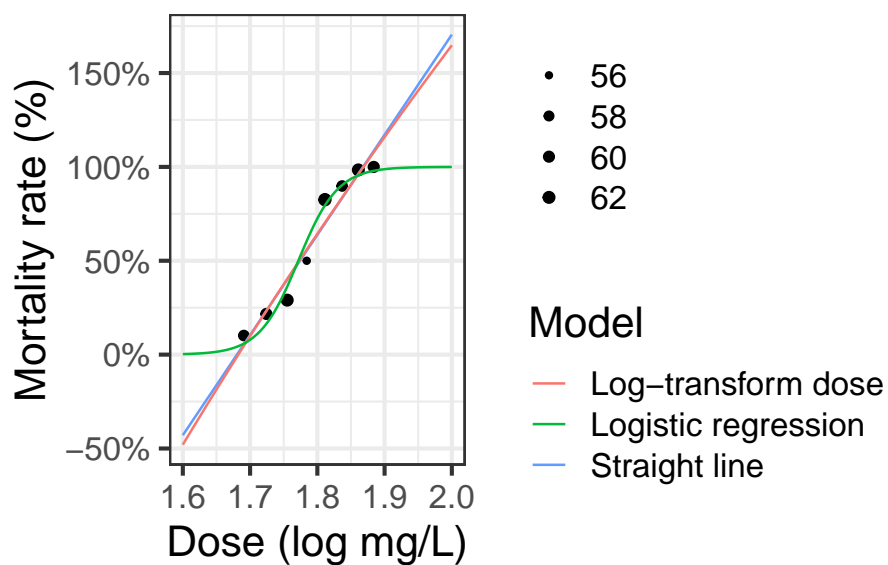 Mortality rate (%)
150%
100%
50%
0%
−50%
1.6 1.7 1.8 1.9 2.0
Dose (log mg/L)
56
58
60
62
Model
Log−transform dose
Logistic regression
Straight line